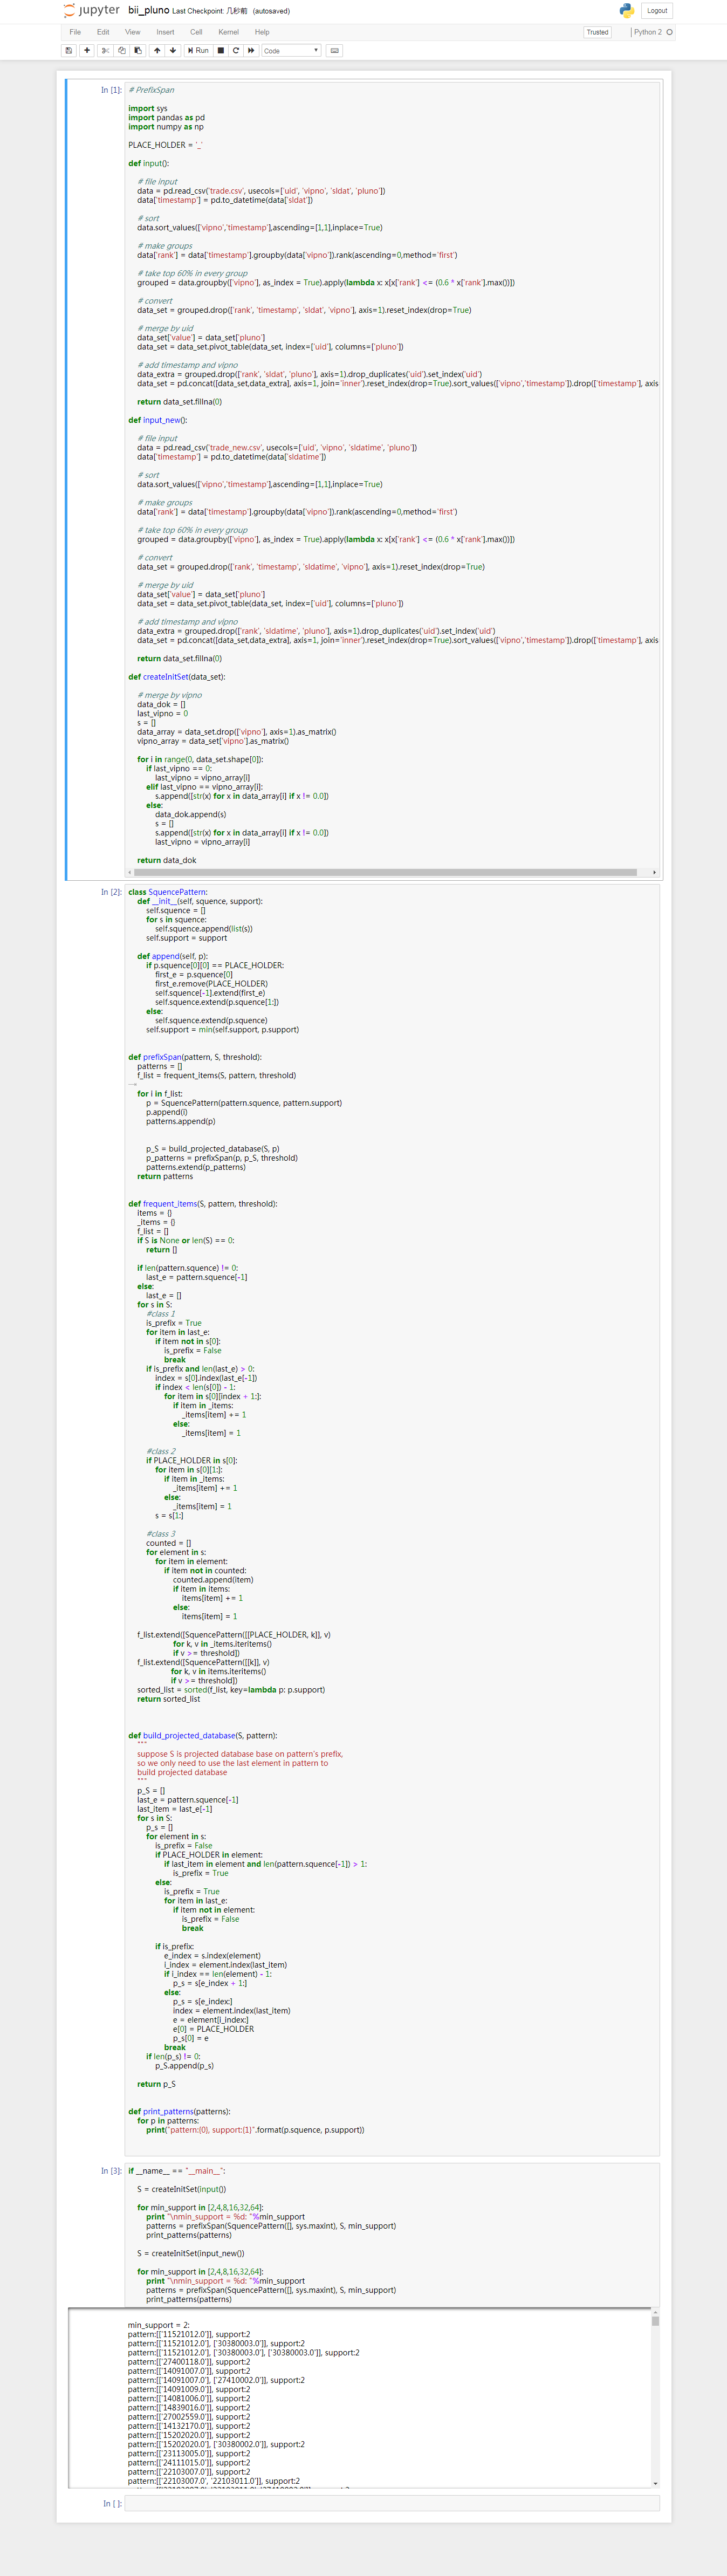 jupyter bii_pluno Last Checkpoint: 几秒前 (autosaved)
Logout
File Edit View Insert Cell Kernel Help
Trusted Python 2
Run Code
In [1]:
# PrefixSpan
import sys
import pandas as pd
import numpy as np
PLACE_HOLDER = '_'
def input():
# file input
data = pd.read_csv('trade.csv', usecols=['uid', 'vipno', 'sldat', 'pluno'])
data['timestamp'] = pd.to_datetime(data['sldat'])
# sort
data.sort_values(['vipno','timestamp'],ascending=[1,1],inplace=True)
# make groups
data['rank'] = data['timestamp'].groupby(data['vipno']).rank(ascending=0,method='first')
# take top 60% in every group
grouped = data.groupby(['vipno'], as_index = True).apply(lambda x: x[x['rank'] <= (0.6 * x['rank'].max())])
# convert
data_set = grouped.drop(['rank', 'timestamp', 'sldat', 'vipno'], axis=1).reset_index(drop=True)
# merge by uid
data_set['value'] = data_set['pluno']
data_set = data_set.pivot_table(data_set, index=['uid'], columns=['pluno'])
# add timestamp and vipno
data_extra = grouped.drop(['rank', 'sldat', 'pluno'], axis=1).drop_duplicates('uid').set_index('uid')
data_set = pd.concat([data_set,data_extra], axis=1, join='inner').reset_index(drop=True).sort_values(['vipno','timestamp']).drop(['timestamp'], axis
return data_set.fillna(0)
def input_new():
# file input
data = pd.read_csv('trade_new.csv', usecols=['uid', 'vipno', 'sldatime', 'pluno'])
data['timestamp'] = pd.to_datetime(data['sldatime'])
# sort
data.sort_values(['vipno','timestamp'],ascending=[1,1],inplace=True)
# make groups
data['rank'] = data['timestamp'].groupby(data['vipno']).rank(ascending=0,method='first')
# take top 60% in every group
grouped = data.groupby(['vipno'], as_index = True).apply(lambda x: x[x['rank'] <= (0.6 * x['rank'].max())])
# convert
data_set = grouped.drop(['rank', 'timestamp', 'sldatime', 'vipno'], axis=1).reset_index(drop=True)
# merge by uid
data_set['value'] = data_set['pluno']
data_set = data_set.pivot_table(data_set, index=['uid'], columns=['pluno'])
# add timestamp and vipno
data_extra = grouped.drop(['rank', 'sldatime', 'pluno'], axis=1).drop_duplicates('uid').set_index('uid')
data_set = pd.concat([data_set,data_extra], axis=1, join='inner').reset_index(drop=True).sort_values(['vipno','timestamp']).drop(['timestamp'], axis
return data_set.fillna(0)
def createInitSet(data_set):
# merge by vipno
data_dok = []
last_vipno = 0
s = []
data_array = data_set.drop(['vipno'], axis=1).as_matrix()
vipno_array = data_set['vipno'].as_matrix()
for i in range(0, data_set.shape[0]):
if last_vipno == 0:
last_vipno = vipno_array[i]
elif last_vipno == vipno_array[i]:
s.append([str(x) for x in data_array[i] if x != 0.0])
else:
data_dok.append(s)
s = []
s.append([str(x) for x in data_array[i] if x != 0.0])
last_vipno = vipno_array[i]
return data_dok
In [2]:
class SquencePattern:
def __init__(self, squence, support):
self.squence = []
for s in squence:
self.squence.append(list(s))
self.support = support
def append(self, p):
if p.squence[0][0] == PLACE_HOLDER:
first_e = p.squence[0]
first_e.remove(PLACE_HOLDER)
self.squence[-1].extend(first_e)
self.squence.extend(p.squence[1:])
else:
self.squence.extend(p.squence)
self.support = min(self.support, p.support)
def prefixSpan(pattern, S, threshold):
patterns = []
f_list = frequent_items(S, pattern, threshold)
for i in f_list:
p = SquencePattern(pattern.squence, pattern.support)
p.append(i)
patterns.append(p)
p_S = build_projected_database(S, p)
p_patterns = prefixSpan(p, p_S, threshold)
patterns.extend(p_patterns)
return patterns
def frequent_items(S, pattern, threshold):
items = {}
_items = {}
f_list = []
if S is None or len(S) == 0:
return []
if len(pattern.squence) != 0:
last_e = pattern.squence[-1]
else:
last_e = []
for s in S:
#class 1
is_prefix = True
for item in last_e:
if item not in s[0]:
is_prefix = False
break
if is_prefix and len(last_e) > 0:
index = s[0].index(last_e[-1])
if index < len(s[0]) - 1:
for item in s[0][index + 1:]:
if item in _items:
_items[item] += 1
else:
_items[item] = 1
#class 2
if PLACE_HOLDER in s[0]:
for item in s[0][1:]:
if item in _items:
_items[item] += 1
else:
_items[item] = 1
s = s[1:]
#class 3
counted = []
for element in s:
for item in element:
if item not in counted:
counted.append(item)
if item in items:
items[item] += 1
else:
items[item] = 1
f_list.extend([SquencePattern([[PLACE_HOLDER, k]], v)
for k, v in _items.iteritems()
if v >= threshold])
f_list.extend([SquencePattern([[k]], v)
for k, v in items.iteritems()
if v >= threshold])
sorted_list = sorted(f_list, key=lambda p: p.support)
return sorted_list
def build_projected_database(S, pattern):
"""
suppose S is projected database base on pattern's prefix,
so we only need to use the last element in pattern to
build projected database
"""
p_S = []
last_e = pattern.squence[-1]
last_item = last_e[-1]
for s in S:
p_s = []
for element in s:
is_prefix = False
if PLACE_HOLDER in element:
if last_item in element and len(pattern.squence[-1]) > 1:
is_prefix = True
else:
is_prefix = True
for item in last_e:
if item not in element:
is_prefix = False
break
if is_prefix:
e_index = s.index(element)
i_index = element.index(last_item)
if i_index == len(element) - 1:
p_s = s[e_index + 1:]
else:
p_s = s[e_index:]
index = element.index(last_item)
e = element[i_index:]
e[0] = PLACE_HOLDER
p_s[0] = e
break
if len(p_s) != 0:
p_S.append(p_s)
return p_S
def print_patterns(patterns):
for p in patterns:
print("pattern:{0}, support:{1}".format(p.squence, p.support))
In [3]:
if __name__ == "__main__":
S = createInitSet(input())
for min_support in [2,4,8,16,32,64]:
print "\nmin_support = %d: "%min_support
patterns = prefixSpan(SquencePattern([], sys.maxint), S, min_support)
print_patterns(patterns)
S = createInitSet(input_new())
for min_support in [2,4,8,16,32,64]:
print "\nmin_support = %d: "%min_support
patterns = prefixSpan(SquencePattern([], sys.maxint), S, min_support)
print_patterns(patterns)
min_support = 2:
pattern:[['11521012.0']], support:2
pattern:[['11521012.0'], ['30380003.0']], support:2
pattern:[['11521012.0'], ['30380003.0'], ['30380003.0']], support:2
pattern:[['27400118.0']], support:2
pattern:[['14091007.0']], support:2
pattern:[['14091007.0'], ['27410002.0']], support:2
pattern:[['14091009.0']], support:2
pattern:[['14081006.0']], support:2
pattern:[['14839016.0']], support:2
pattern:[['27002559.0']], support:2
pattern:[['14132170.0']], support:2
pattern:[['15202020.0']], support:2
pattern:[['15202020.0'], ['30380002.0']], support:2
pattern:[['23113005.0']], support:2
pattern:[['24111015.0']], support:2
pattern:[['22103007.0']], support:2
pattern:[['22103007.0', '22103011.0']], support:2
In [ ]: